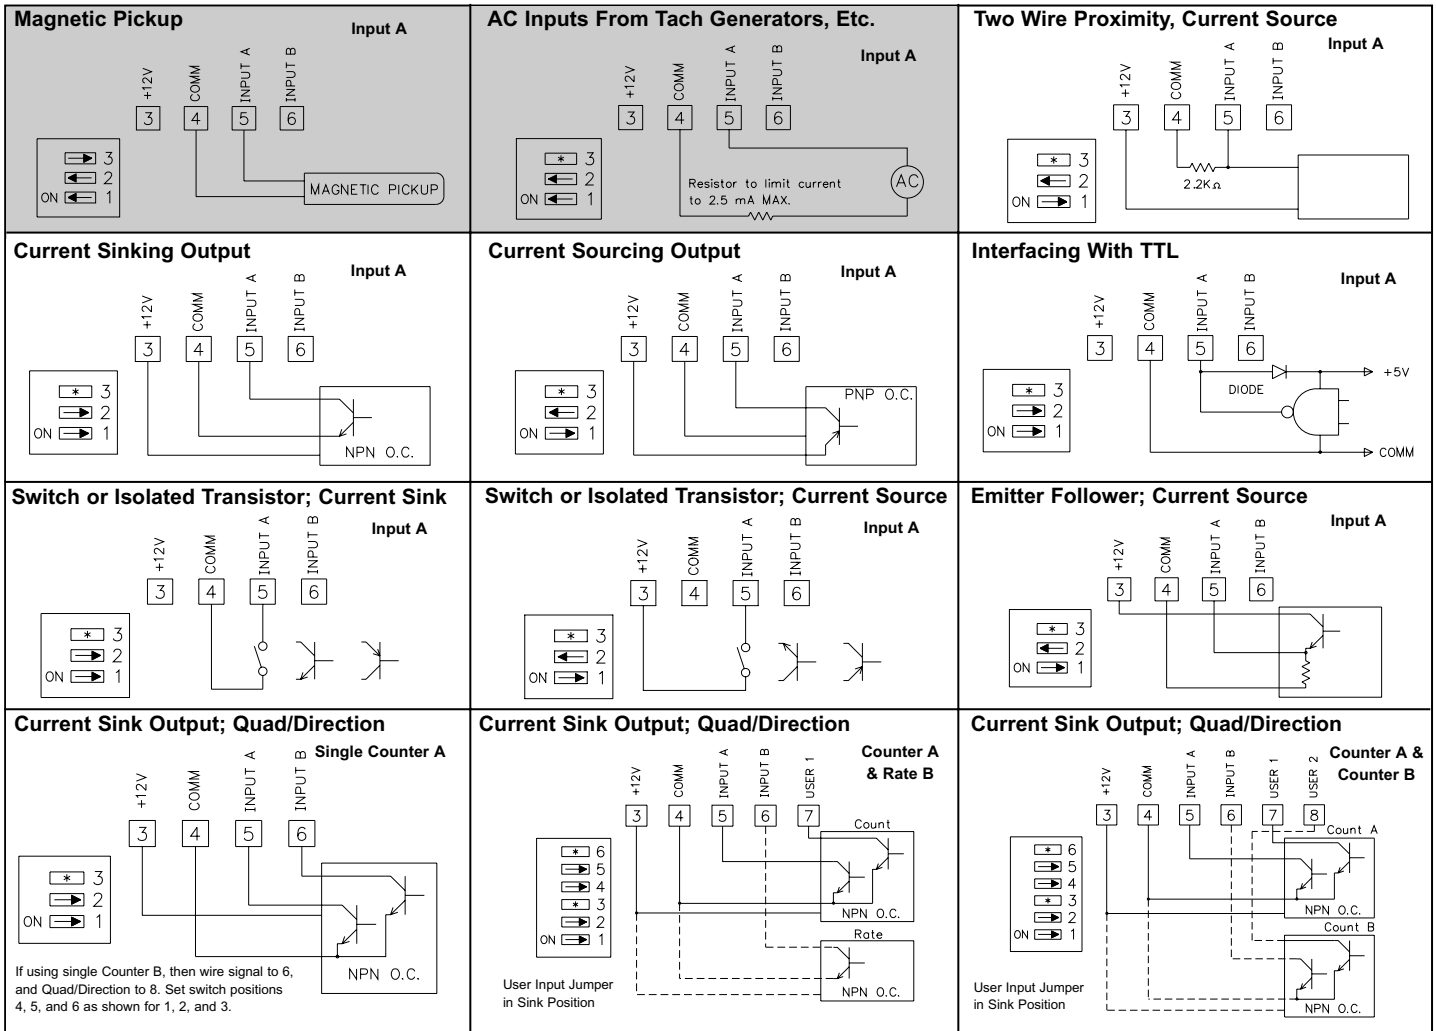 Magnetic Pickup
Input A
+12V
COMM
INPUT A
INPUT B
3 4 5 6
3
2
ON 1
MAGNETIC PICKUP
AC Inputs From Tach Generators, Etc.
Input A
+12V
COMM
INPUT A
INPUT B
3 4 5 6
* 3
2
ON 1
Resistor to limit current
to 2.5 mA MAX.
AC
Two Wire Proximity, Current Source
Input A
+12V
COMM
INPUT A
INPUT B
3 4 5 6
* 3
2
ON 1
2.2KΩ
Current Sinking Output
Input A
+12V
COMM
INPUT A
INPUT B
3 4 5 6
* 3
2
ON 1
NPN O.C.
Current Sourcing Output
Input A
+12V
COMM
INPUT A
INPUT B
3 4 5 6
* 3
2
ON 1
PNP O.C.
Interfacing With TTL
Input A
+12V
COMM
INPUT A
INPUT B
3 4 5 6
* 3
2
ON 1
DIODE
+5V
COMM
Switch or Isolated Transistor; Current Sink
Input A
+12V
COMM
INPUT A
INPUT B
3 4 5 6
* 3
2
ON 1
Switch or Isolated Transistor; Current Source
Input A
+12V
COMM
INPUT A
INPUT B
3 4 5 6
* 3
2
ON 1
Emitter Follower; Current Source
Input A
+12V
COMM
INPUT A
INPUT B
3 4 5 6
* 3
2
ON 1
Current Sink Output; Quad/Direction
Single Counter A
+12V
COMM
INPUT A
INPUT B
3 4 5 6
* 3
2
ON 1
NPN O.C.
If using single Counter B, then wire signal to 6,
and Quad/Direction to 8. Set switch positions
4, 5, and 6 as shown for 1, 2, and 3.
Current Sink Output; Quad/Direction
Counter A
& Rate B
+12V
COMM
INPUT A
INPUT B
USER 1
3 4 5 6 7
Count
* 6
5
4
* 3
2
ON 1
NPN O.C.
Rate
NPN O.C.
User Input Jumper
in Sink Position
Current Sink Output; Quad/Direction
Counter A &
Counter B
+12V
COMM
INPUT A
INPUT B
USER 1
USER 2
3 4 5 6 7 8
Count A
* 6
5
4
* 3
2
ON 1
NPN O.C.
Count B
NPN O.C.
User Input Jumper
in Sink Position